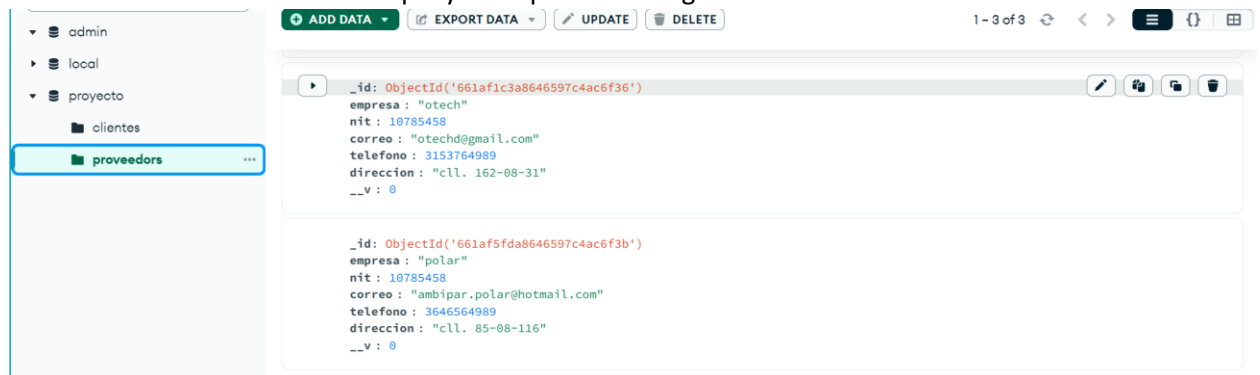 ADD DATA
EXPORT DATA
UPDATE
DELETE
1 – 3 of 3
{}
admin
local
proyecto
clientes
proveedors
_id: ObjectId('661af1c3a8646597c4ac6f36')
empresa : "otech"
nit : 10785458
correo : "otechd@gmail.com"
telefono : 3153764989
direccion : "cll. 162-08-31"
__v : 0
_id: ObjectId('661af5fda8646597c4ac6f3b')
empresa : "polar"
nit : 10785458
correo : "ambipar.polar@hotmail.com"
telefono : 3646564989
direccion : "cll. 85-08-116"
__v : 0